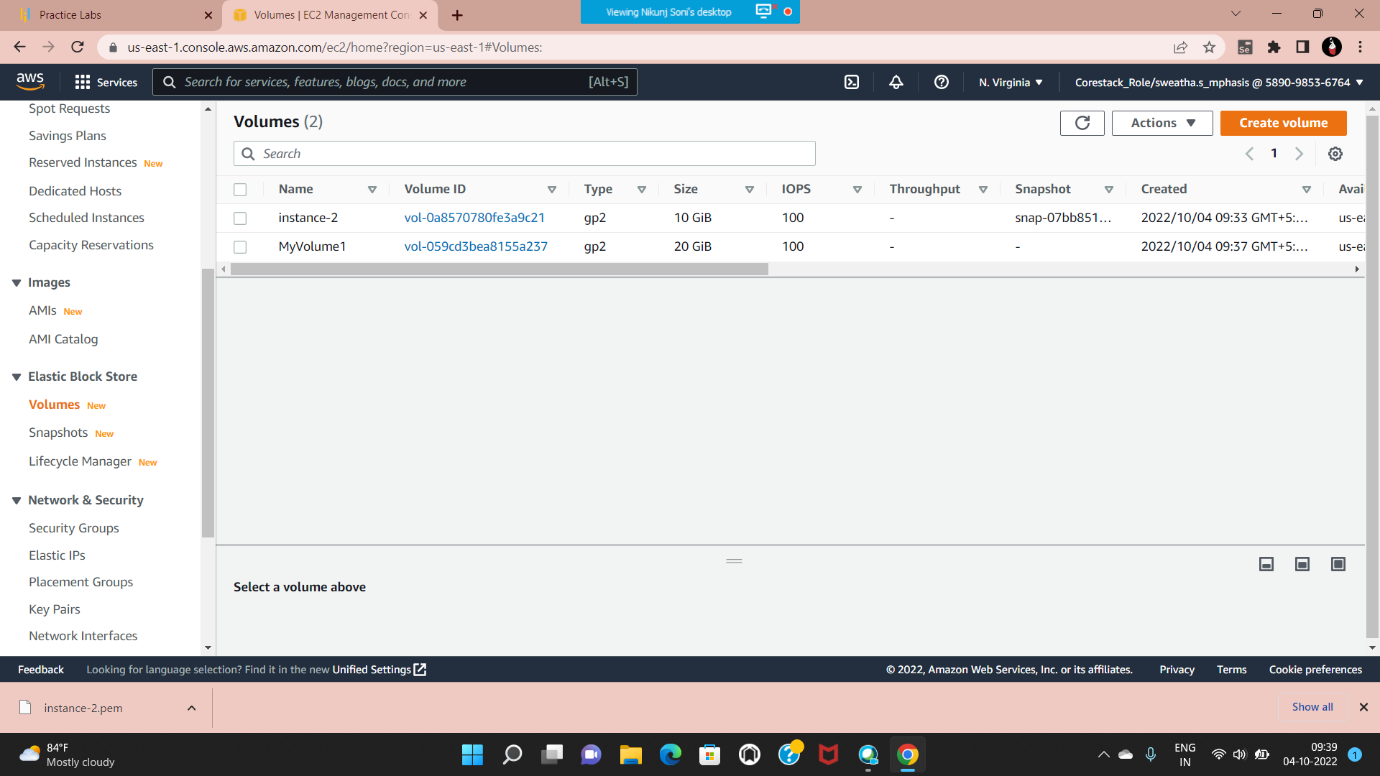 Practice Labs
Volumes | EC2 Management Con
Viewing Nikunj Soni's desktop
us-east-1.console.aws.amazon.com/ec2/home?region=us-east-1#Volumes:
Se
aws
Services
Search for services, features, blogs, docs, and more
[Alt+S]
N. Virginia
Corestack_Role/sweatha.s_mphasis @ 5890-9853-6764
Spot Requests
Savings Plans
Reserved Instances New
Dedicated Hosts
Scheduled Instances
Capacity Reservations
Images
AMIs New
AMI Catalog
Elastic Block Store
Volumes New
Snapshots New
Lifecycle Manager New
Network & Security
Security Groups
Elastic IPs
Placement Groups
Key Pairs
Network Interfaces
Volumes (2)
Actions
Create volume
Search
1
Name Volume ID Type Size IOPS Throughput Snapshot Created Avai
instance-2 vol-0a8570780fe3a9c21 gp2 10 GiB 100 - snap-07bb851... 2022/10/04 09:33 GMT+5:... us-ea
MyVolume1 vol-059cd3bea8155a237 gp2 20 GiB 100 - - 2022/10/04 09:37 GMT+5:... us-ea
Select a volume above
Feedback Looking for language selection? Find it in the new Unified Settings © 2022, Amazon Web Services, Inc. or its affiliates. Privacy Terms Cookie preferences
instance-2.pem
Show all
84°F
Mostly cloudy
ENG
IN
09:39
04-10-2022
1